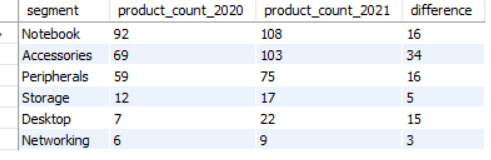 segment product_count_2020 product_count_2021 difference
Notebook 92 108 16
Accessories 69 103 34
Peripherals 59 75 16
Storage 12 17 5
Desktop 7 22 15
Networking 6 9 3